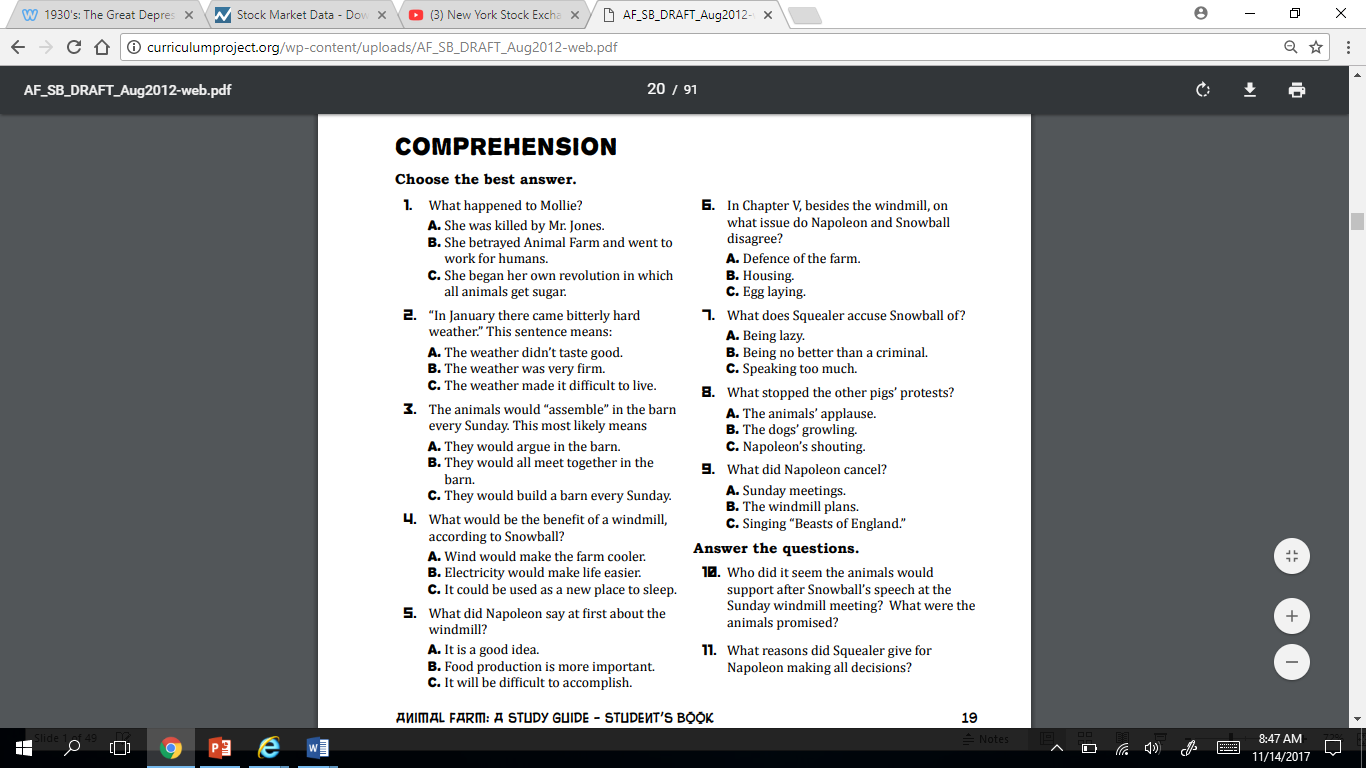 1930's: The Great Depres
Stock Market Data - Dow
(3) New York Stock Excha
AF_SB_DRAFT_Aug2012-
curriculumproject.org/wp-content/uploads/AF_SB_DRAFT_Aug2012-web.pdf
AF_SB_DRAFT_Aug2012-web.pdf
20 / 91
COMPREHENSION
Choose the best answer.
1. What happened to Mollie?
A. She was killed by Mr. Jones.
B. She betrayed Animal Farm and went to
work for humans.
C. She began her own revolution in which
all animals get sugar.
2. “In January there came bitterly hard
weather.” This sentence means:
A. The weather didn’t taste good.
B. The weather was very firm.
C. The weather made it difficult to live.
3. The animals would “assemble” in the barn
every Sunday. This most likely means
A. They would argue in the barn.
B. They would all meet together in the
barn.
C. They would build a barn every Sunday.
4. What would be the benefit of a windmill,
according to Snowball?
A. Wind would make the farm cooler.
B. Electricity would make life easier.
C. It could be used as a new place to sleep.
5. What did Napoleon say at first about the
windmill?
A. It is a good idea.
B. Food production is more important.
C. It will be difficult to accomplish.
6. In Chapter V, besides the windmill, on
what issue do Napoleon and Snowball
disagree?
A. Defence of the farm.
B. Housing.
C. Egg laying.
7. What does Squealer accuse Snowball of?
A. Being lazy.
B. Being no better than a criminal.
C. Speaking too much.
8. What stopped the other pigs’ protests?
A. The animals’ applause.
B. The dogs’ growling.
C. Napoleon’s shouting.
9. What did Napoleon cancel?
A. Sunday meetings.
B. The windmill plans.
C. Singing “Beasts of England.”
Answer the questions.
10. Who did it seem the animals would
support after Snowball’s speech at the
Sunday windmill meeting? What were the
animals promised?
11. What reasons did Squealer give for
Napoleon making all decisions?
ANIMAL FARM: A STUDY GUIDE – STUDENT’S BOOK 19
Slide 1 of 49
Notes
8:47 AM
11/14/2017